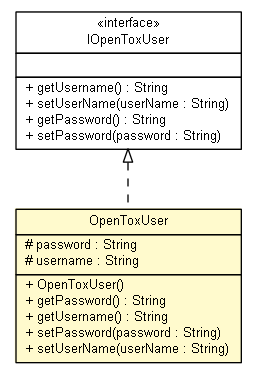 «interface»
IOpenToxUser
+ getUsername() : String
+ setUserName(userName : String)
+ getPassword() : String
+ setPassword(password : String)
OpenToxUser
# password : String
# username : String
+ OpenToxUser()
+ getPassword() : String
+ getUsername() : String
+ setPassword(password : String)
+ setUserName(userName : String)